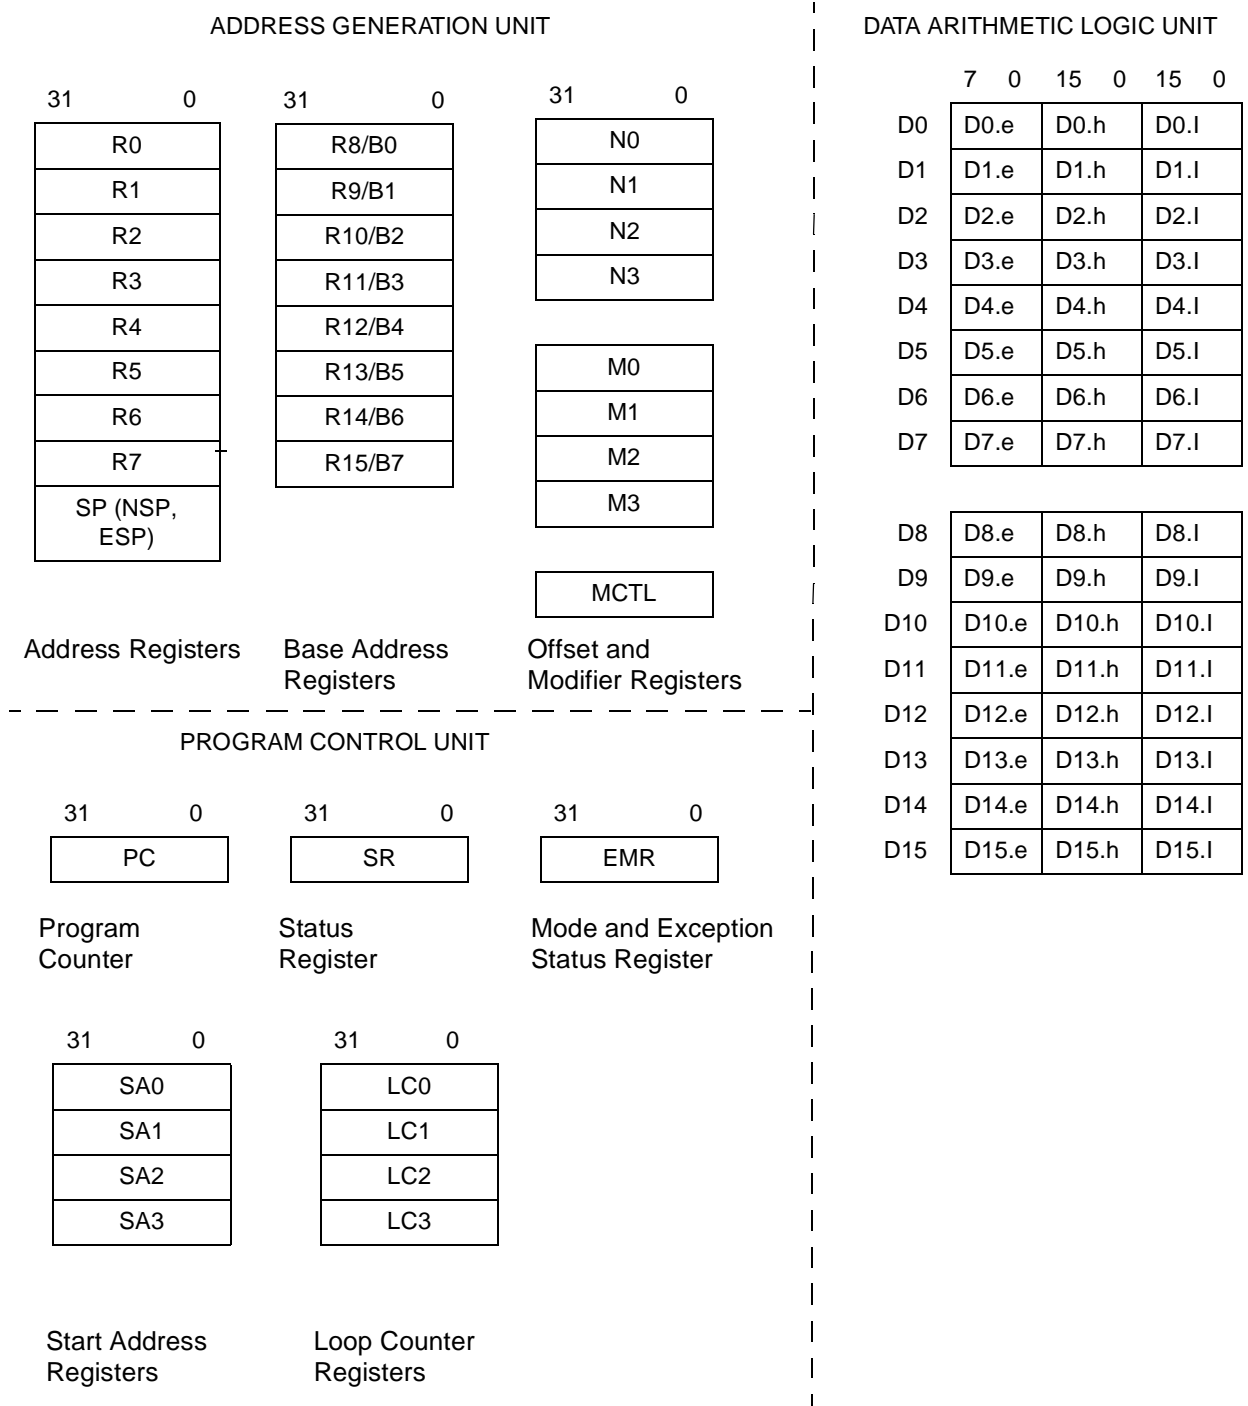 ADDRESS GENERATION UNIT
31 0
R0
R1
R2
R3
R4
R5
R6
R7
SP (NSP,
ESP)
Address Registers
31 0
R8/B0
R9/B1
R10/B2
R11/B3
R12/B4
R13/B5
R14/B6
R15/B7
Base Address
Registers
31 0
N0
N1
N2
N3
M0
M1
M2
M3
MCTL
Offset and
Modifier Registers
PROGRAM CONTROL UNIT
31 0
PC
Program
Counter
31 0
SR
Status
Register
31 0
EMR
Mode and Exception
Status Register
31 0
SA0
SA1
SA2
SA3
Start Address
Registers
31 0
LC0
LC1
LC2
LC3
Loop Counter
Registers
DATA ARITHMETIC LOGIC UNIT
7 0 15 0 15 0
D0 D0.e D0.h D0.l
D1 D1.e D1.h D1.l
D2 D2.e D2.h D2.l
D3 D3.e D3.h D3.l
D4 D4.e D4.h D4.l
D5 D5.e D5.h D5.l
D6 D6.e D6.h D6.l
D7 D7.e D7.h D7.l
D8 D8.e D8.h D8.l
D9 D9.e D9.h D9.l
D10 D10.e D10.h D10.l
D11 D11.e D11.h D11.l
D12 D12.e D12.h D12.l
D13 D13.e D13.h D13.l
D14 D14.e D14.h D14.l
D15 D15.e D15.h D15.l